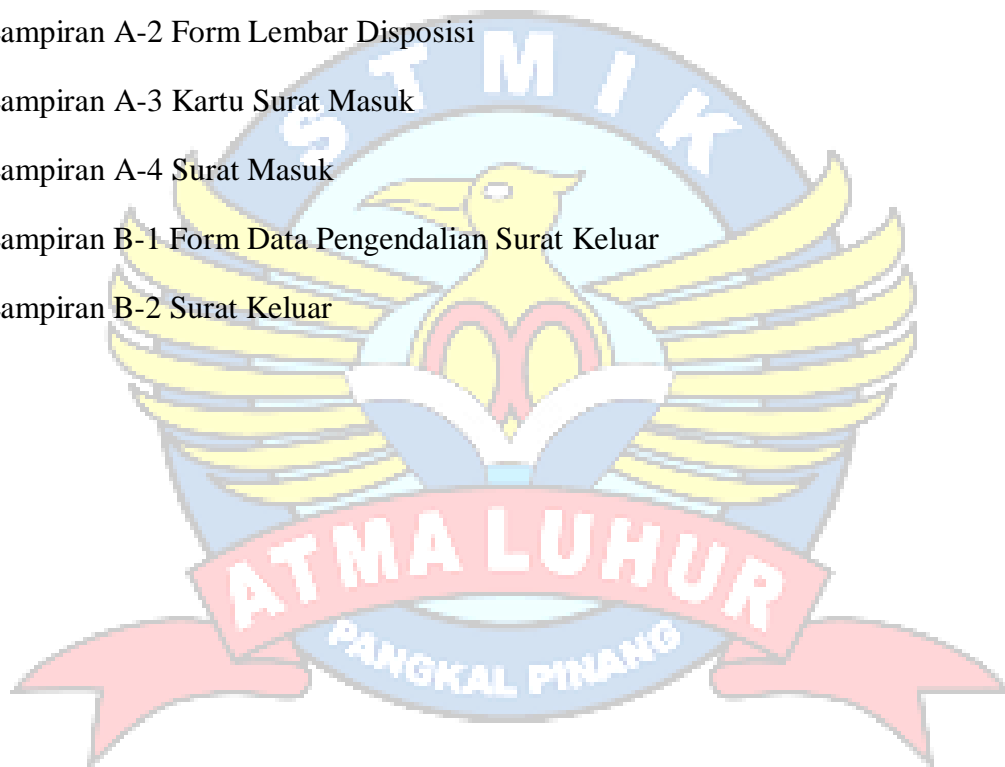 ampiran A-2 Form Lembar Disposisi
ampiran A-3 Kartu Surat Masuk
ampiran A-4 Surat Masuk
ampiran B-1 Form Data Pengendalian Surat Keluar
ampiran B-2 Surat Keluar
STMIK
ATMA LUHUR
PANGKAL PINANG